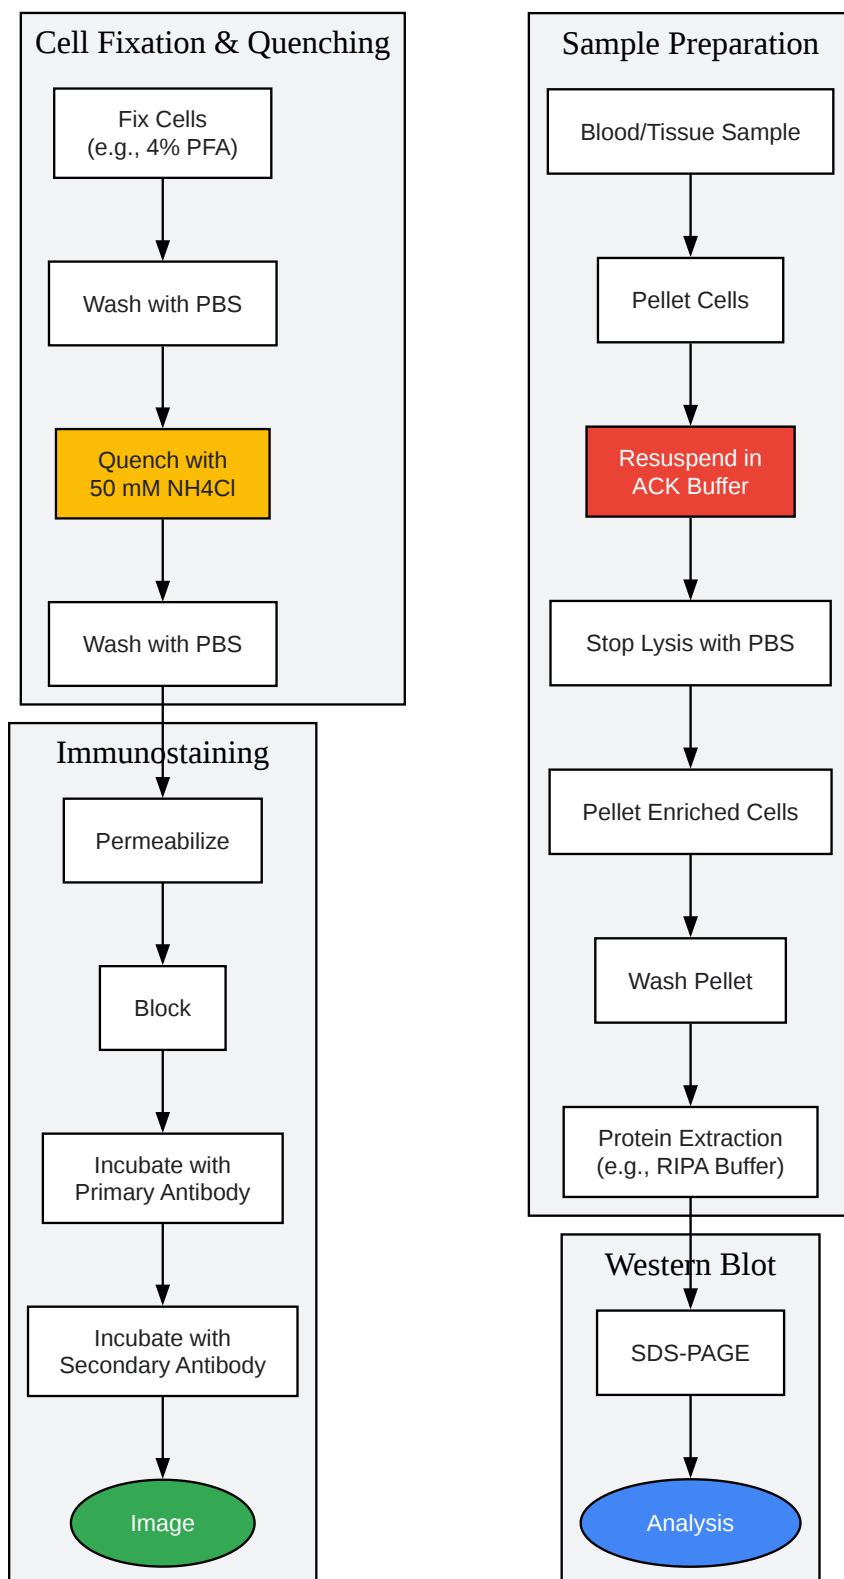 Cell Fixation & Quenching
Fix Cells
(e.g., 4% PFA)
Wash with PBS
Quench with
50 mM NH4Cl
Wash with PBS
Immunostaining
Permeabilize
Block
Incubate with
Primary Antibody
Incubate with
Secondary Antibody
Image
Sample Preparation
Blood/Tissue Sample
Pellet Cells
Resuspend in
ACK Buffer
Stop Lysis with PBS
Pellet Enriched Cells
Wash Pellet
Protein Extraction
(e.g., RIPA Buffer)
Western Blot
SDS-PAGE
Analysis